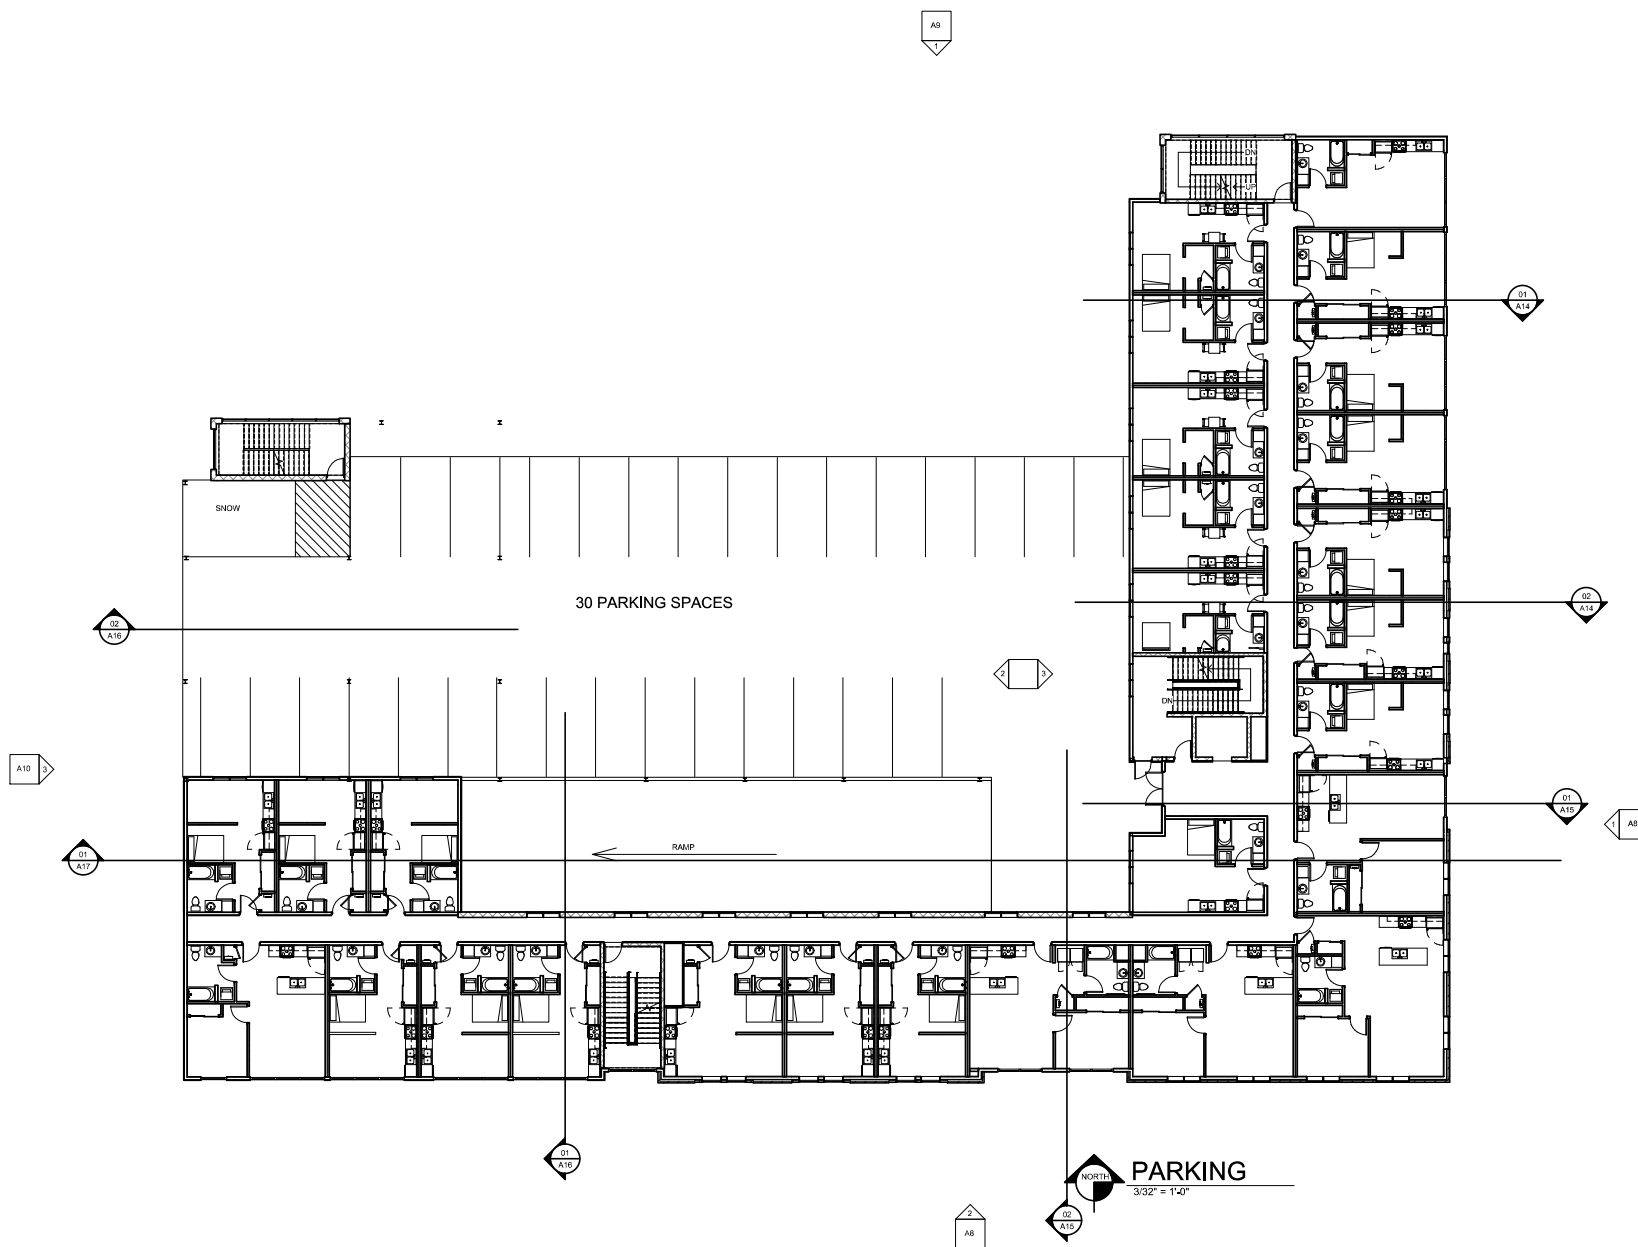 A9
1
DN
UP
01
A14
SNOW
30 PARKING SPACES
02
A14
02
A16
2
3
DN
A10
3
01
A15
1
A8
RAMP
01
A17
01
A16
NORTH
PARKING
3/32" = 1'-0"
02
A15
2
A8